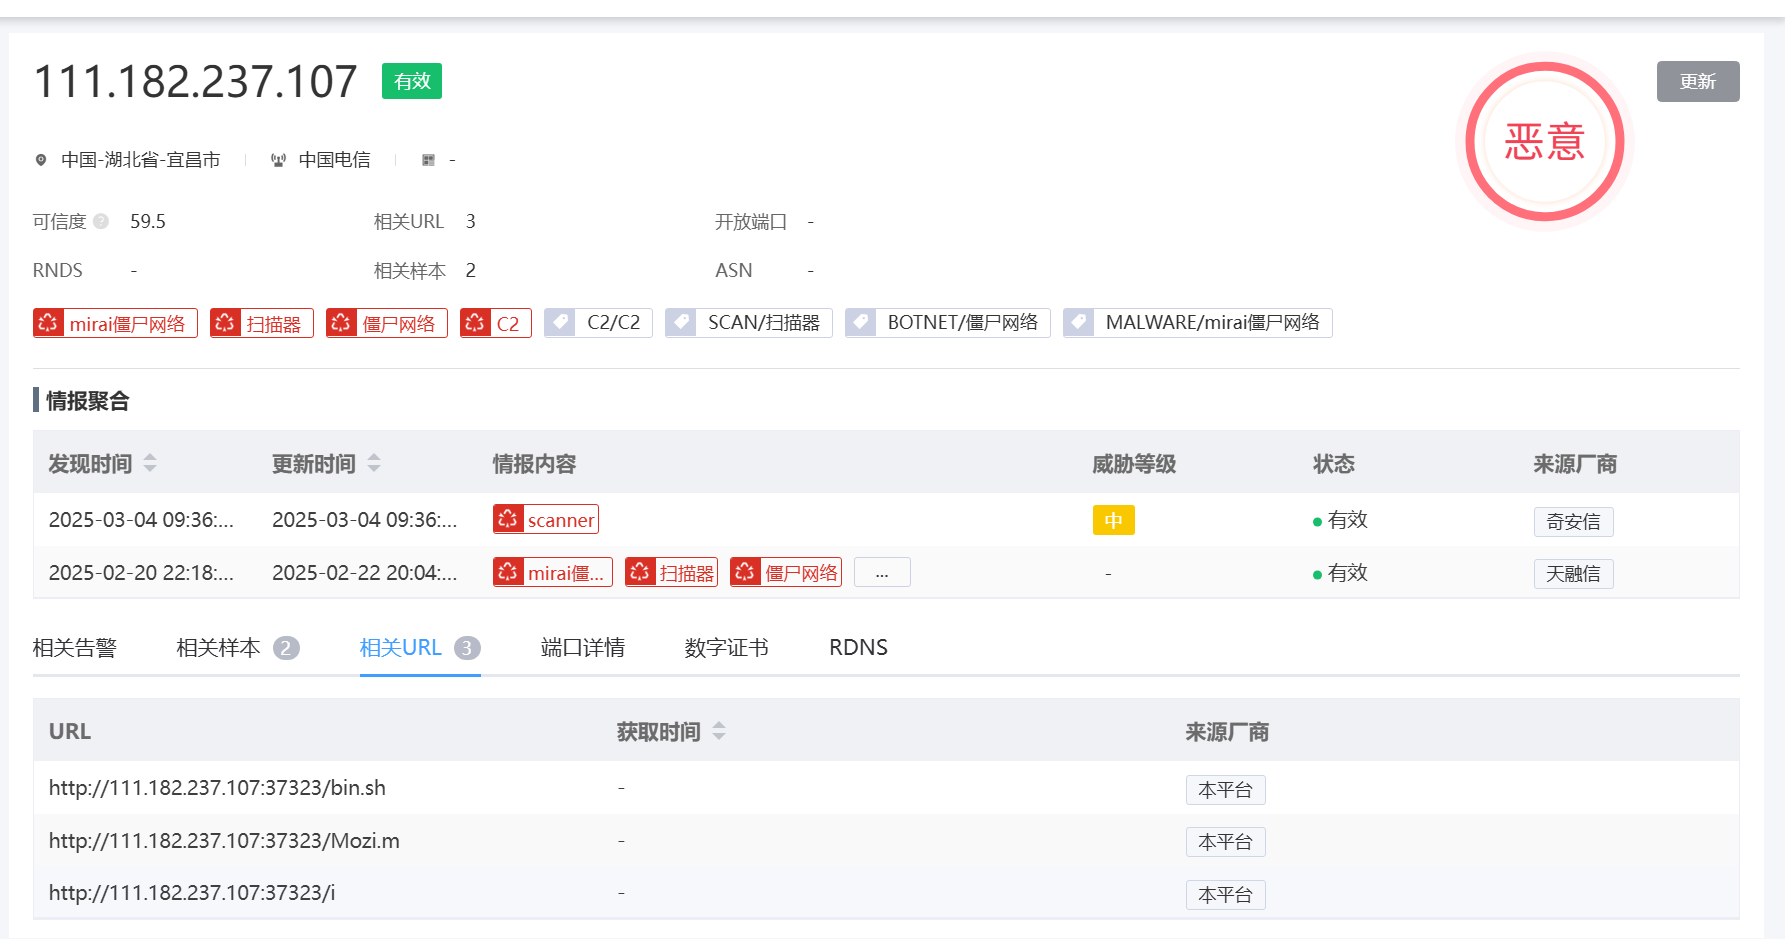 111.182.237.107 有效
恶意
更新
中国-湖北省-宜昌市 中国电信 -
可信度 ? 59.5 相关URL 3 开放端口 -
RNDS - 相关样本 2 ASN -
mirai僵尸网络 扫描器 僵尸网络 C2 C2/C2 SCAN/扫描器 BOTNET/僵尸网络 MALWARE/mirai僵尸网络
情报聚合
发现时间 更新时间 情报内容 威胁等级 状态 来源厂商
2025-03-04 09:36:... 2025-03-04 09:36:... scanner 中 有效 奇安信
2025-02-20 22:18:... 2025-02-22 20:04:... mirai僵... 扫描器 僵尸网络 ... - 有效 天融信
相关告警 相关样本 2 相关URL 3 端口详情 数字证书 RDNS
URL 获取时间 来源厂商
http://111.182.237.107:37323/bin.sh - 本平台
http://111.182.237.107:37323/Mozi.m - 本平台
http://111.182.237.107:37323/i - 本平台